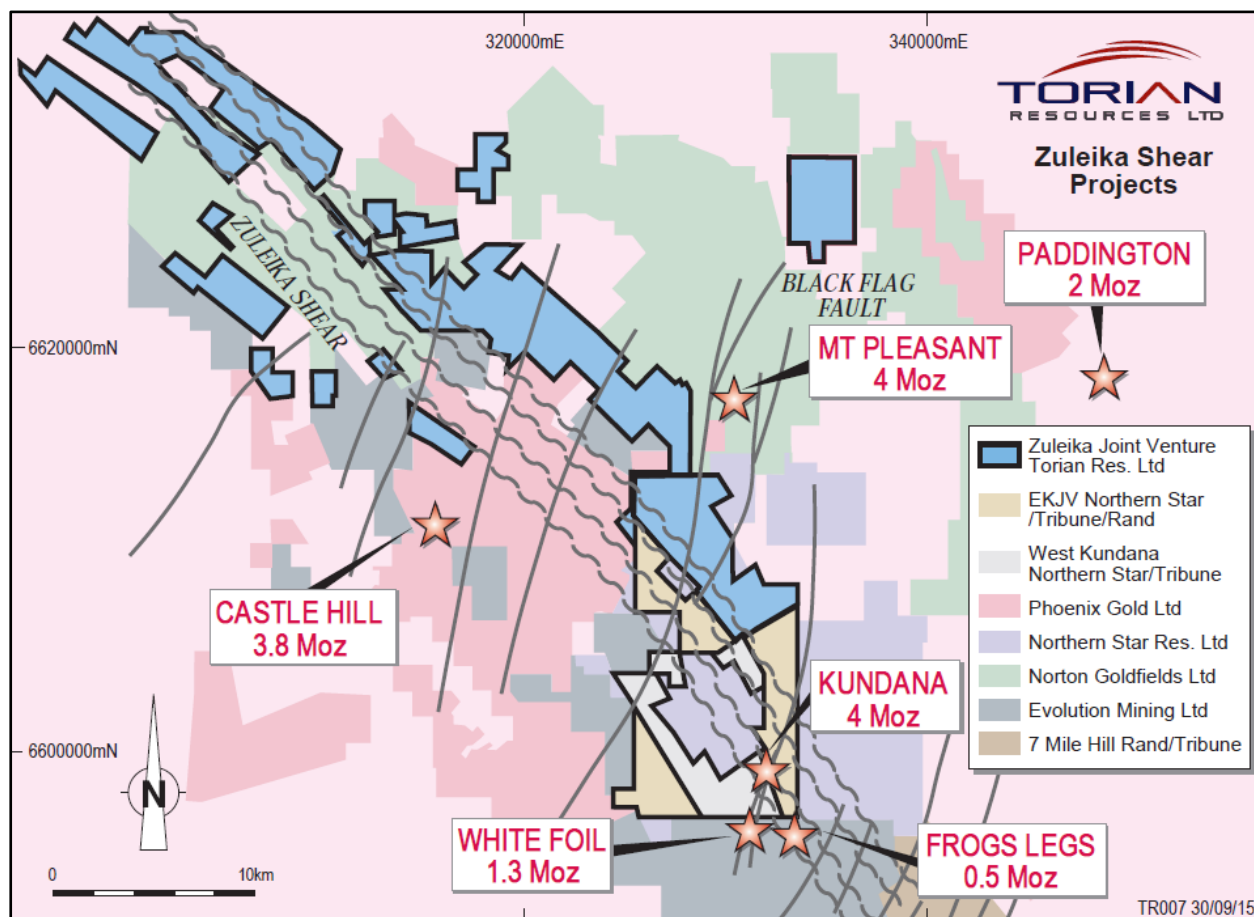 320000mE
340000mE
TORIAN
RESOURCES LTD
Zuleika Shear
Projects
ZULEIKA SHEAR
BLACK FLAG
FAULT
PADDINGTON
2 Moz
6620000mN
MT PLEASANT
4 Moz
Zuleika Joint Venture
Torian Res. Ltd
EKJV Northern Star
/Tribune/Rand
West Kundana
Northern Star/Tribune
Phoenix Gold Ltd
Northern Star Res. Ltd
Norton Goldfields Ltd
Evolution Mining Ltd
7 Mile Hill Rand/Tribune
CASTLE HILL
3.8 Moz
KUNDANA
4 Moz
6600000mN
N
WHITE FOIL
1.3 Moz
FROGS LEGS
0.5 Moz
0 10km
TR007 30/09/15